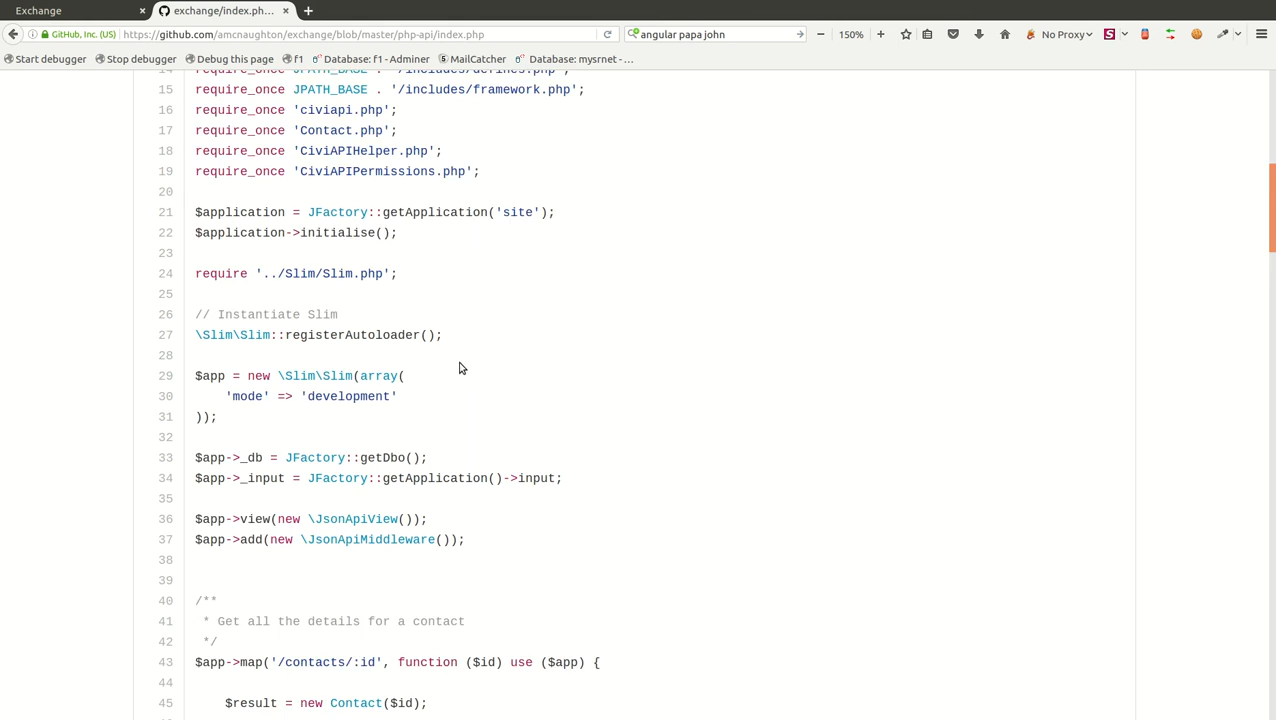 Exchange × exchange/index.ph... × +
GitHub, Inc. (US) https://github.com/amcnaughton/exchange/blob/master/php-api/index.php angular papa john 150% No Proxy
Start debugger Stop debugger Debug this page f1 Database: f1 - Adminer MailCatcher Database: mysrnet - ...
14 require_once JPATH_BASE . '/includes/defines.php';
15 require_once JPATH_BASE . '/includes/framework.php';
16 require_once 'civiapi.php';
17 require_once 'Contact.php';
18 require_once 'CiviAPIHelper.php';
19 require_once 'CiviAPIPermissions.php';
20
21 $application = JFactory::getApplication('site');
22 $application->initialise();
23
24 require '../Slim/Slim.php';
25
26 // Instantiate Slim
27 \Slim\Slim::registerAutoloader();
28
29 $app = new \Slim\Slim(array(
30 'mode' => 'development'
31 ));
32
33 $app->_db = JFactory::getDbo();
34 $app->_input = JFactory::getApplication()->input;
35
36 $app->view(new \JsonApiView());
37 $app->add(new \JsonApiMiddleware());
38
39
40 /**
41 * Get all the details for a contact
42 */
43 $app->map('/contacts/:id', function ($id) use ($app) {
44
45 $result = new Contact($id);